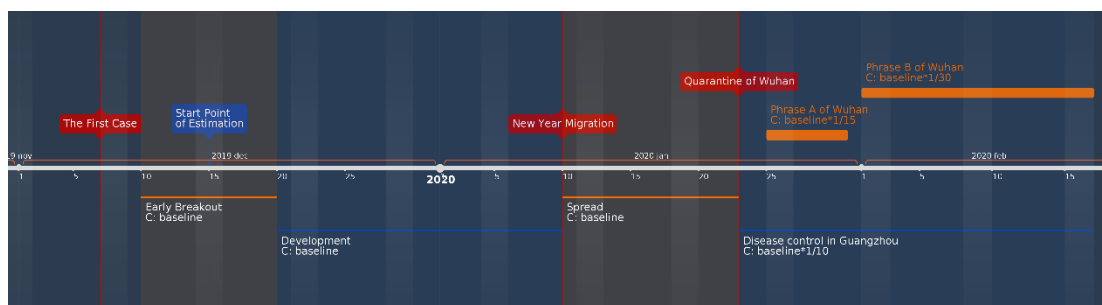 Phrase B of Wuhan
C: baseline*1/30
Quarantine of Wuhan
Phrase A of Wuhan
C: baseline*1/15
Start Point
of Estimation
The First Case
New Year Migration
9 nov
2019 dec
2020 jan
2020 feb
1 5 10 15 20 25 2020 5 10 15 20 25 1 5 10 15
Early Breakout
C: baseline
Spread
C: baseline
Development
C: baseline
Disease control in Guangzhou
C: baseline*1/10